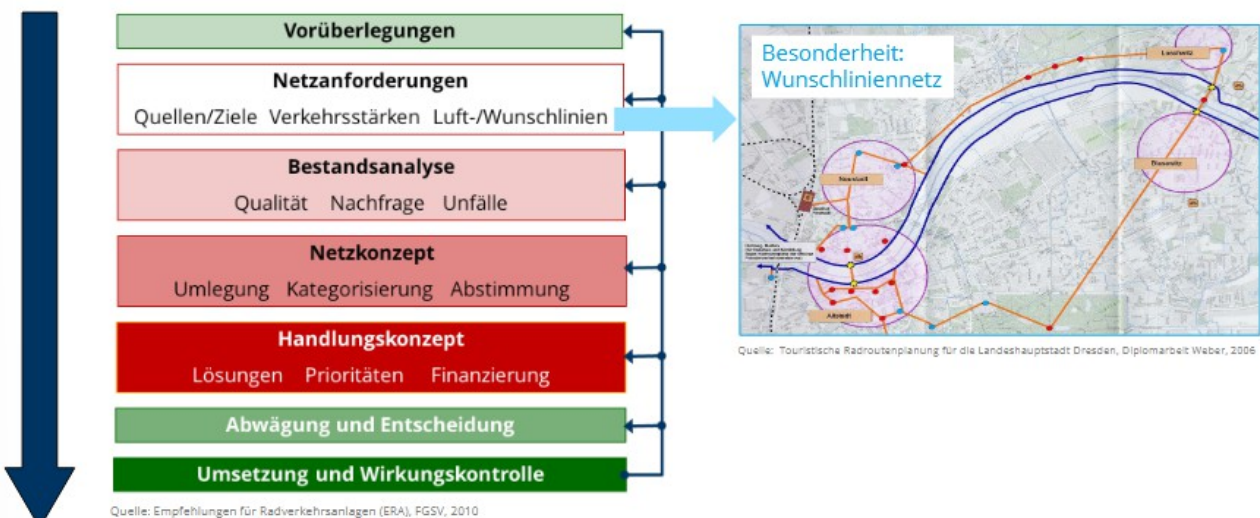 Vorüberlegungen
Netzanforderungen
Quellen/Ziele Verkehrsstärken Luft-/Wunschlinien
Bestandsanalyse
Qualität Nachfrage Unfälle
Netzkonzept
Umlegung Kategorisierung Abstimmung
Handlungskonzept
Lösungen Prioritäten Finanzierung
Abwägung und Entscheidung
Umsetzung und Wirkungskontrolle
Quelle: Empfehlungen für Radverkehrsanlagen (ERA), FGSV, 2010
Besonderheit:
Wunschliniennetz
Loschwitz
Blasewitz
Neustadt
Altstadt
Quelle: Touristische Radroutenplanung für die Landeshauptstadt Dresden, Diplomarbeit Weber, 2006